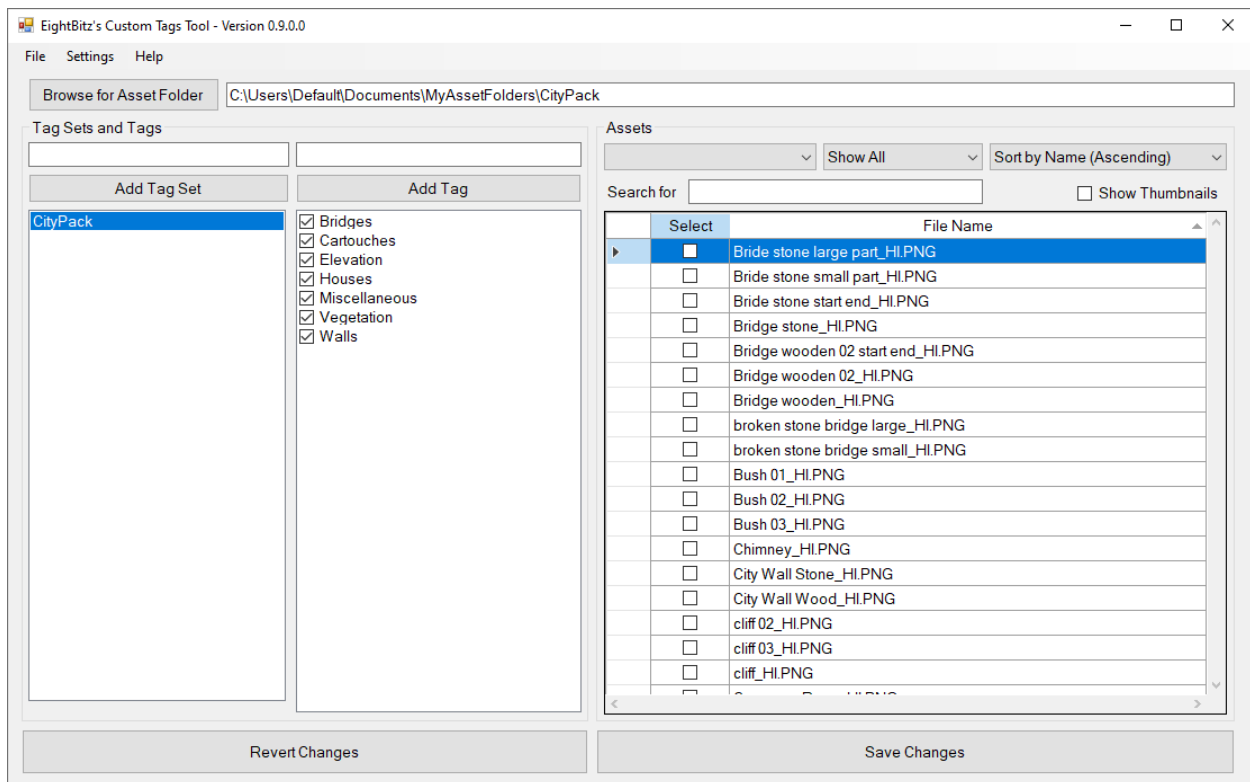 EightBitz's Custom Tags Tool - Version 0.9.0.0
File Settings Help
Browse for Asset Folder C:\Users\Default\Documents\MyAssetFolders\CityPack
Tag Sets and Tags
Add Tag Set Add Tag
CityPack
Bridges
Cartouches
Elevation
Houses
Miscellaneous
Vegetation
Walls
Assets
Show All Sort by Name (Ascending)
Search for Show Thumbnails
Select File Name
Bride stone large part_HI.PNG
Bride stone small part_HI.PNG
Bride stone start end_HI.PNG
Bridge stone_HI.PNG
Bridge wooden 02 start end_HI.PNG
Bridge wooden 02_HI.PNG
Bridge wooden_HI.PNG
broken stone bridge large_HI.PNG
broken stone bridge small_HI.PNG
Bush 01_HI.PNG
Bush 02_HI.PNG
Bush 03_HI.PNG
Chimney_HI.PNG
City Wall Stone_HI.PNG
City Wall Wood_HI.PNG
cliff 02_HI.PNG
cliff 03_HI.PNG
cliff_HI.PNG
Revert Changes Save Changes